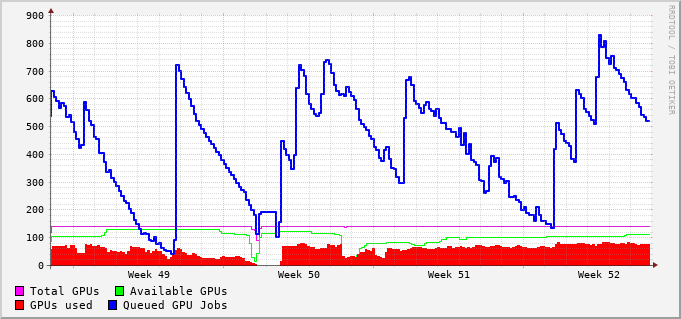 900
800
700
600
500
400
300
200
100
0
Week 49 Week 50 Week 51 Week 52
Total GPUs Available GPUs
GPUs used Queued GPU Jobs
RRDTOOL / TOBI OETIKER